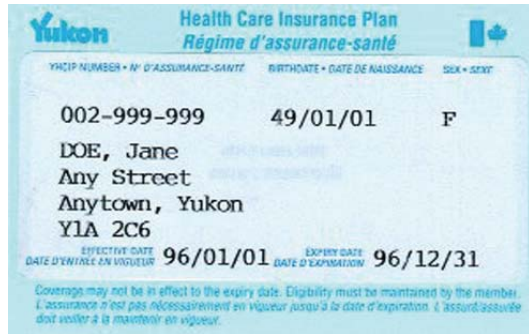 Yukon
Health Care Insurance Plan
Régime d'assurance-santé
YHCIP NUMBER • Nº D'ASSURANCE-SANTÉ BIRTHDATE • DATE DE NAISSANCE SEX • SEXE
002-999-999 49/01/01 F
DOE, Jane
Any Street
Anytown, Yukon
Y1A 2C6
EFFECTIVE DATE
DATE D'ENTRÉE EN VIGUEUR 96/01/01 EXPIRY DATE
DATE D'EXPIRATION 96/12/31
Coverage may not be in effect to the expiry date. Eligibility must be maintained by the member.
L'assurance n'est pas nécessairement en vigueur jusqu'à la date d'expiration. L'assuré/assurée
doit veiller à la maintenir en vigueur.